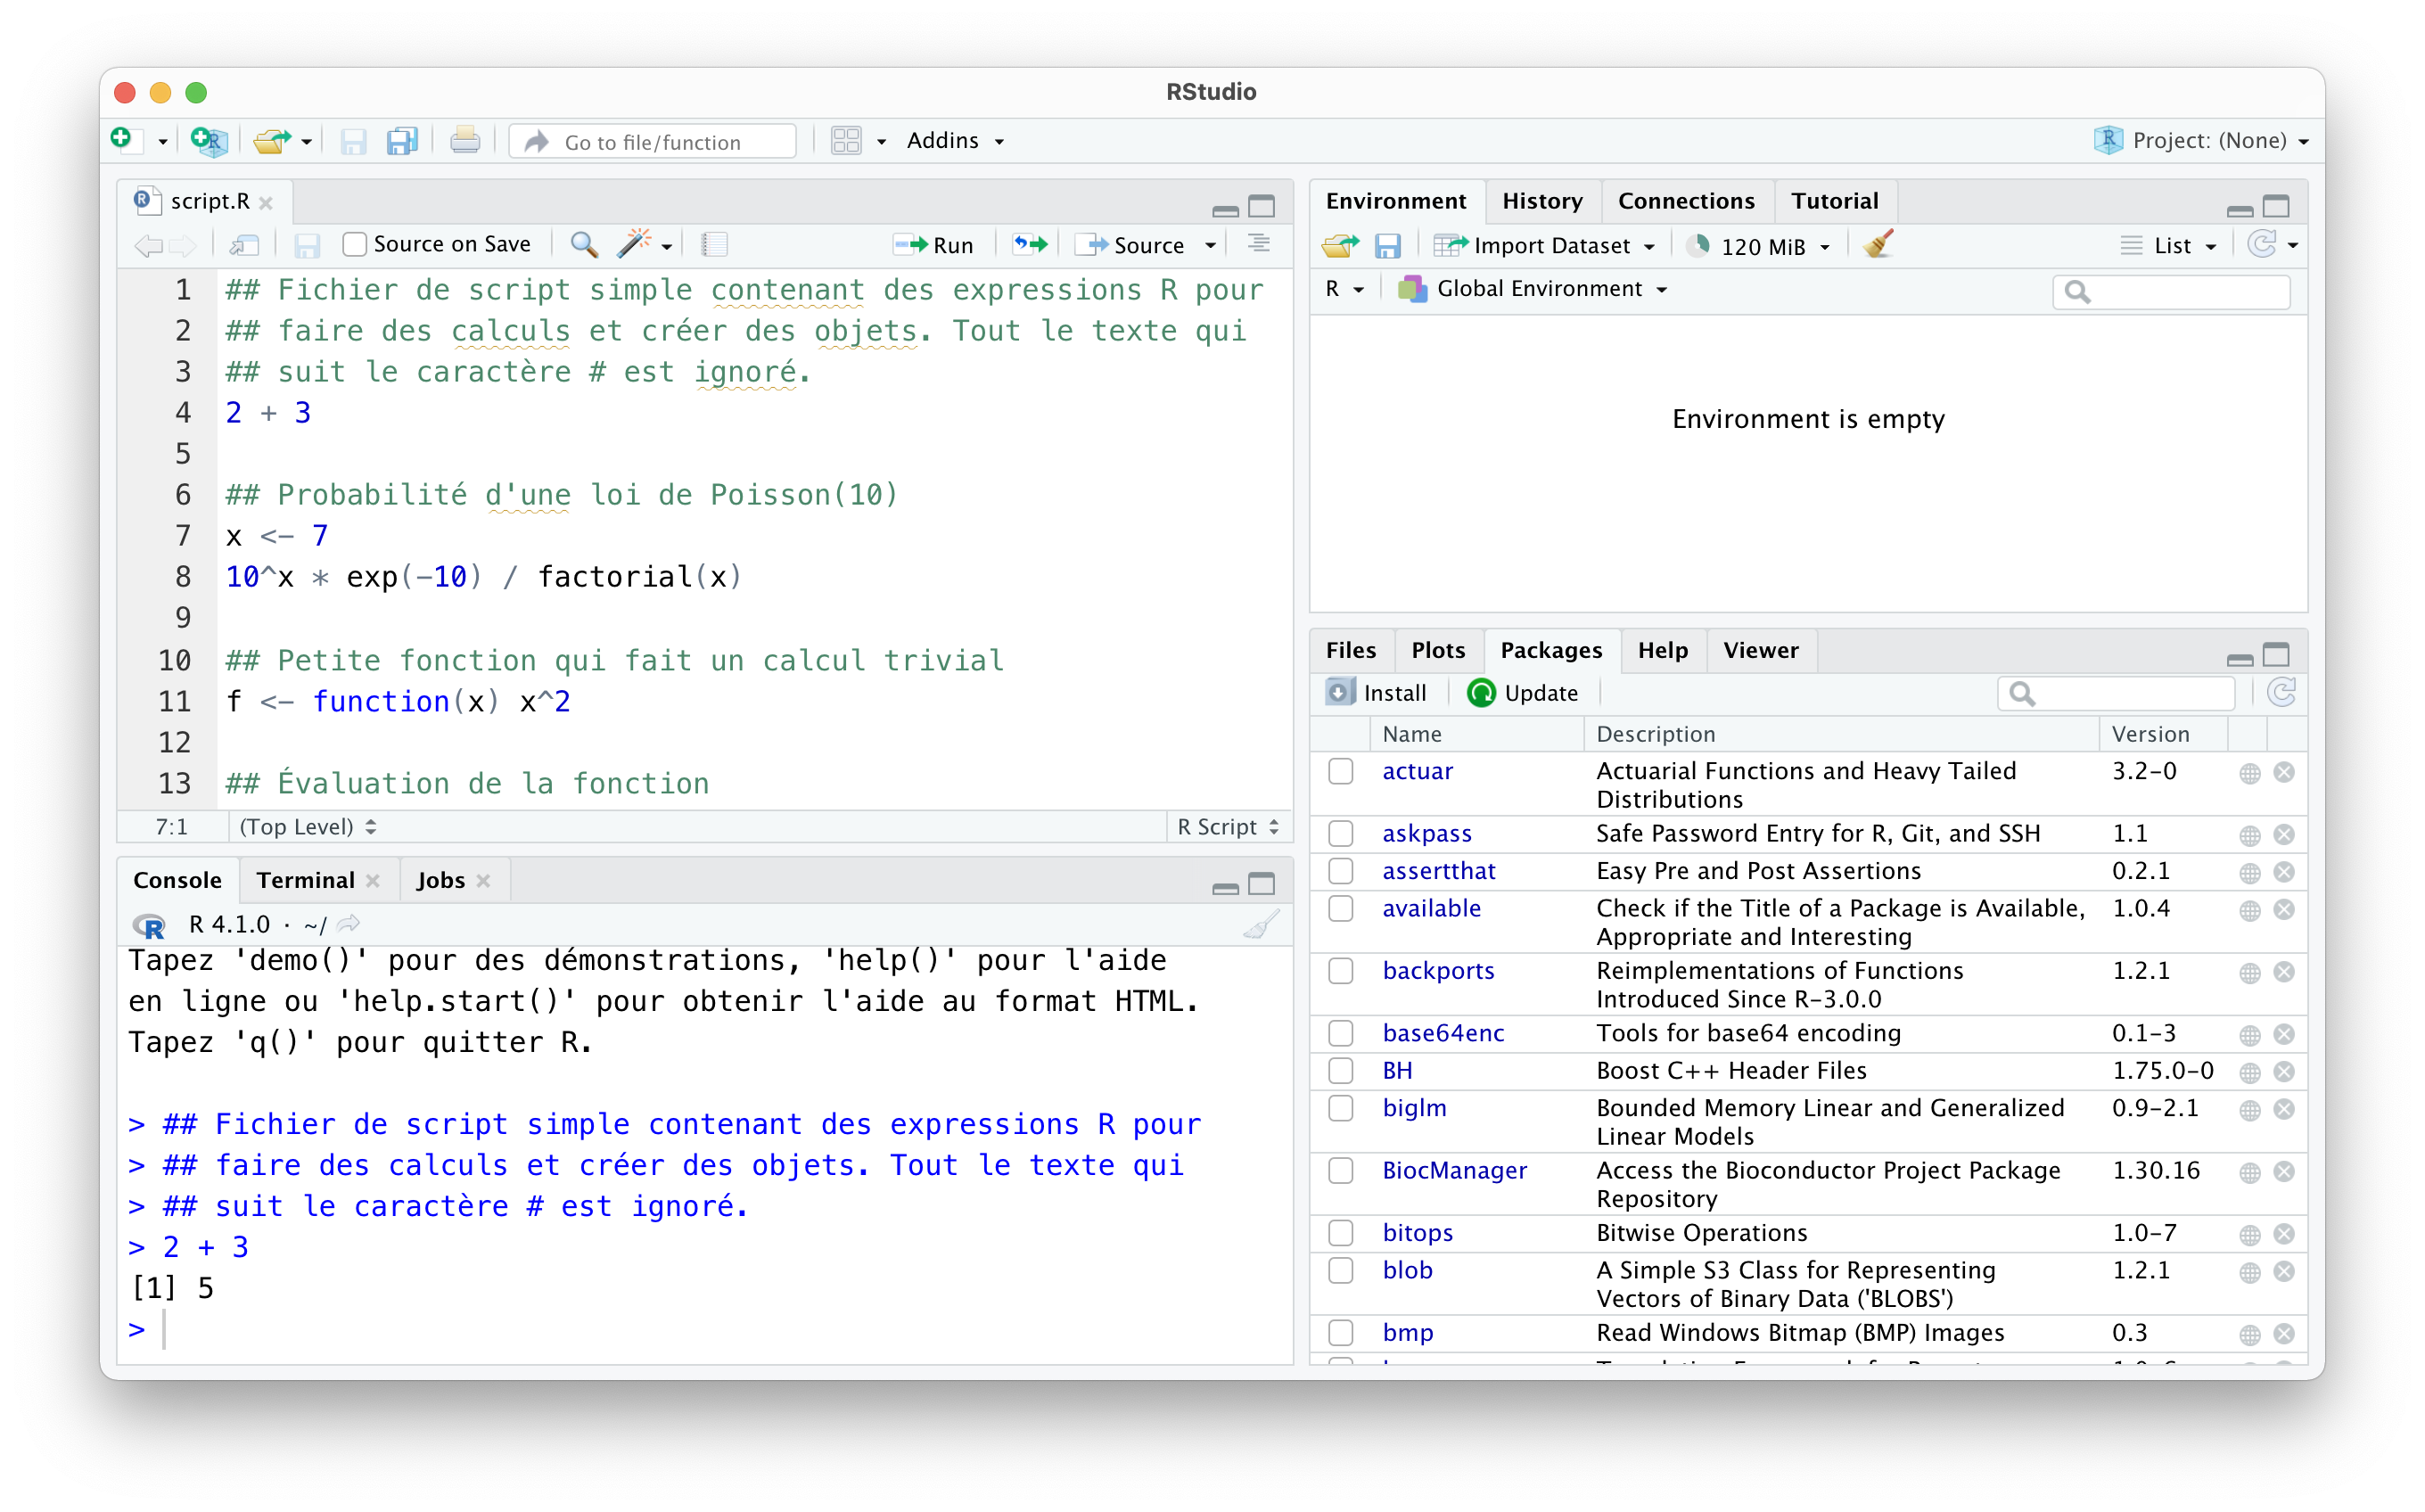 RStudio
Go to file/function
Addins
Project: (None)
script.R
Source on Save
Run
Source
1 ## Fichier de script simple contenant des expressions R pour
2 ## faire des calculs et créer des objets. Tout le texte qui
3 ## suit le caractère # est ignoré.
4 2 + 3
5
6 ## Probabilité d'une loi de Poisson(10)
7 x <- 7
8 10^x * exp(-10) / factorial(x)
9
10 ## Petite fonction qui fait un calcul trivial
11 f <- function(x) x^2
12
13 ## Évaluation de la fonction
7:1 (Top Level) R Script
Console Terminal Jobs
R 4.1.0 · ~/
Tapez 'demo()' pour des démonstrations, 'help()' pour l'aide
en ligne ou 'help.start()' pour obtenir l'aide au format HTML.
Tapez 'q()' pour quitter R.
> ## Fichier de script simple contenant des expressions R pour
> ## faire des calculs et créer des objets. Tout le texte qui
> ## suit le caractère # est ignoré.
> 2 + 3
[1] 5
>
Environment History Connections Tutorial
Import Dataset 120 MiB List
R Global Environment
Environment is empty
Files Plots Packages Help Viewer
Install Update
Name Description Version
actuar Actuarial Functions and Heavy Tailed 3.2-0
Distributions
askpass Safe Password Entry for R, Git, and SSH 1.1
assertthat Easy Pre and Post Assertions 0.2.1
available Check if the Title of a Package is Available, 1.0.4
Appropriate and Interesting
backports Reimplementations of Functions 1.2.1
Introduced Since R-3.0.0
base64enc Tools for base64 encoding 0.1-3
BH Boost C++ Header Files 1.75.0-0
biglm Bounded Memory Linear and Generalized 0.9-2.1
Linear Models
BiocManager Access the Bioconductor Project Package 1.30.16
Repository
bitops Bitwise Operations 1.0-7
blob A Simple S3 Class for Representing 1.2.1
Vectors of Binary Data ('BLOBS')
bmp Read Windows Bitmap (BMP) Images 0.3